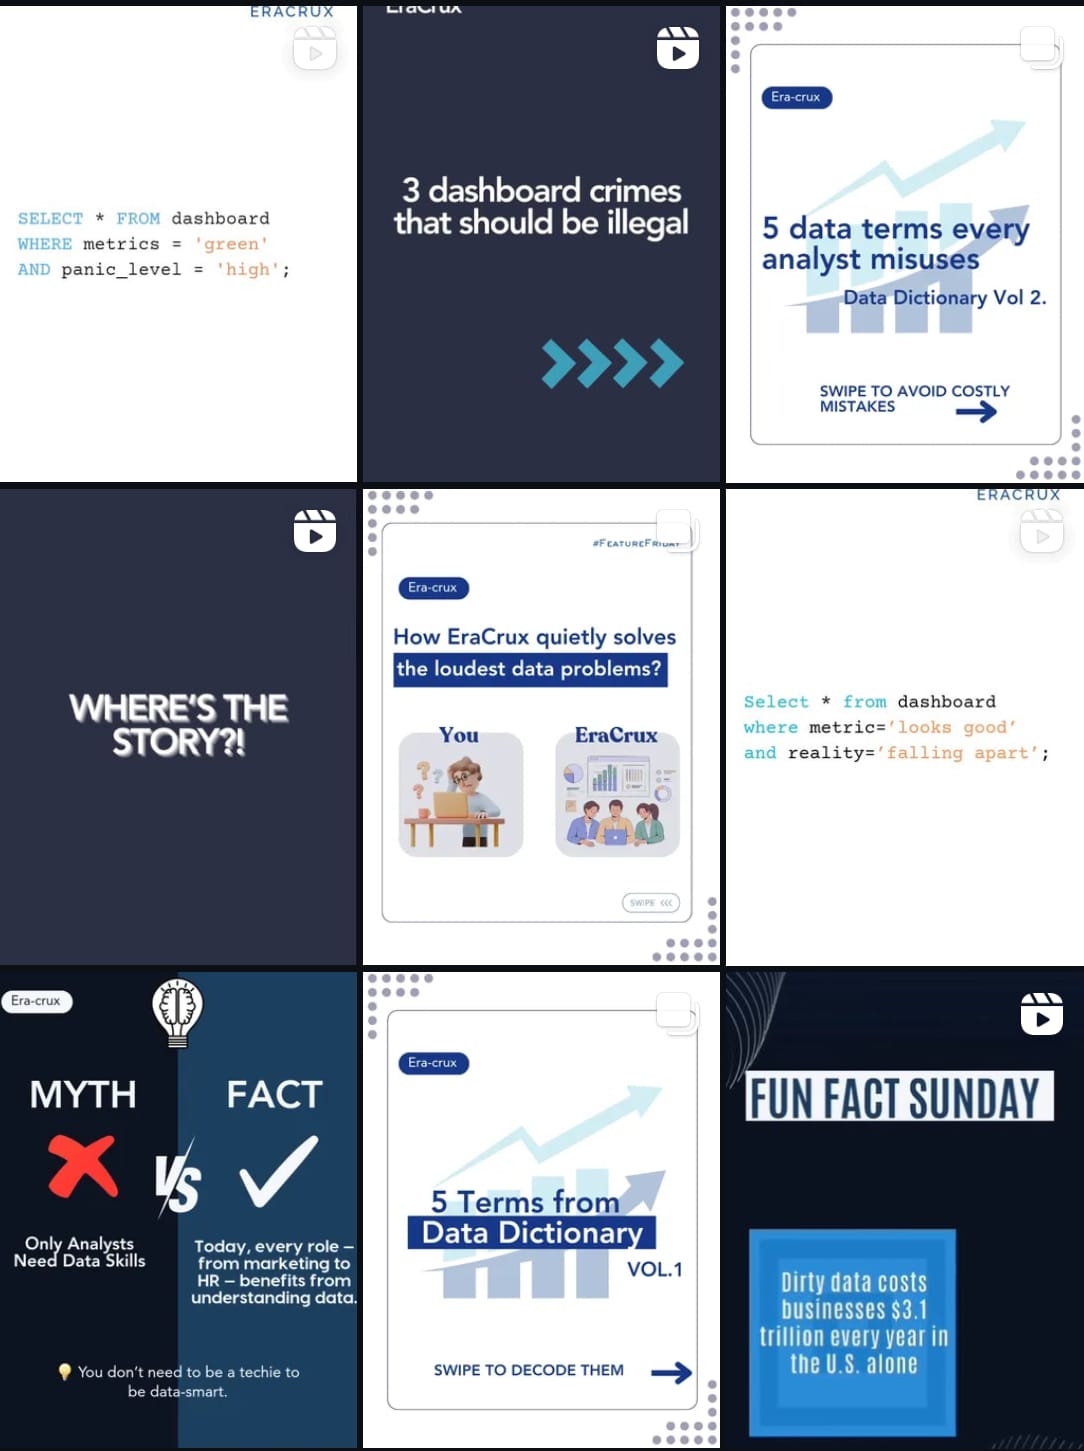 ERACRUX
SELECT * FROM dashboard
WHERE metrics = 'green'
AND panic_level = 'high';
EraCrux
3 dashboard crimes
that should be illegal
Era-crux
5 data terms every
analyst misuses
Data Dictionary Vol 2.
SWIPE TO AVOID COSTLY
MISTAKES
WHERE'S THE
STORY?!
#FEATUREFRIDAY
Era-crux
How EraCrux quietly solves
the loudest data problems?
You
EraCrux
SWIPE <<<
ERACRUX
Select * from dashboard
where metric='looks good'
and reality='falling apart';
Era-crux
MYTH
VS
FACT
Only Analysts
Need Data Skills
Today, every role –
from marketing to
HR – benefits from
understanding data.
💡 You don't need to be a techie to
be data-smart.
Era-crux
5 Terms from
Data Dictionary
VOL.1
SWIPE TO DECODE THEM
FUN FACT SUNDAY
Dirty data costs
businesses $3.1
trillion every year in
the U.S. alone